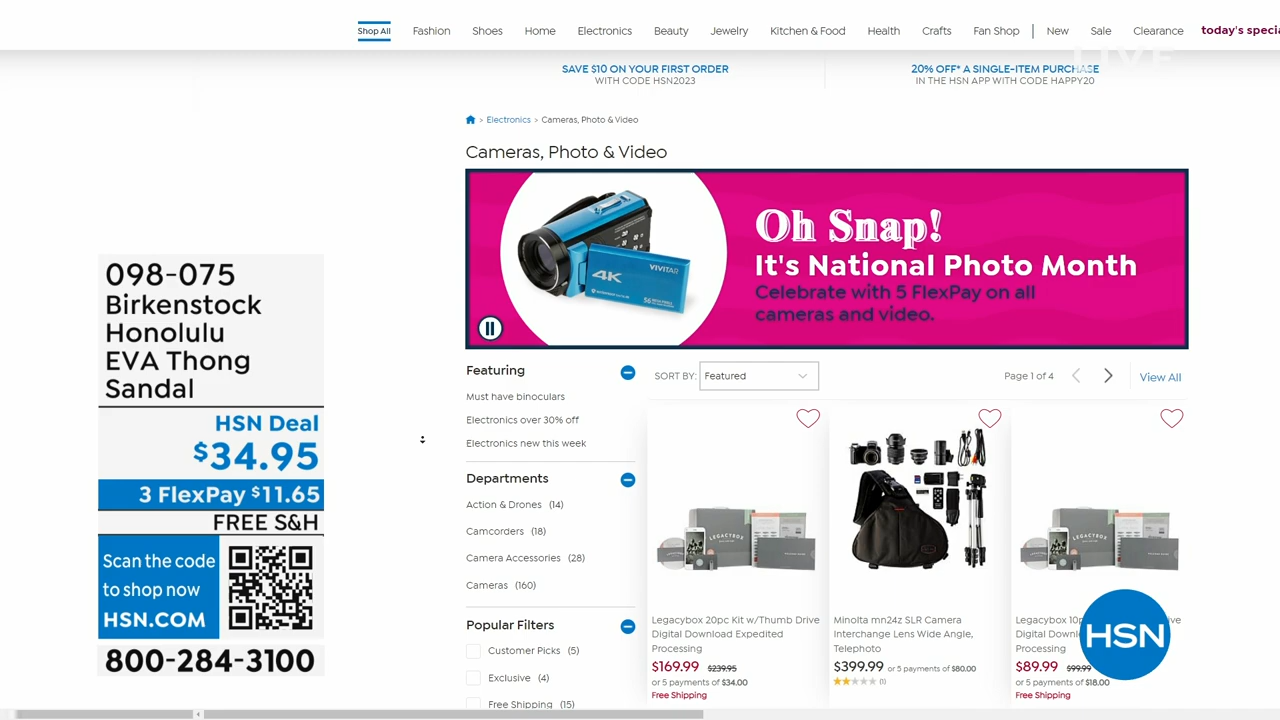 Shop All Fashion Shoes Home Electronics Beauty Jewelry Kitchen & Food Health Crafts Fan Shop New Sale Clearance today's specia
LIVE
SAVE $10 ON YOUR FIRST ORDER
WITH CODE HSN2023
20% OFF* A SINGLE-ITEM PURCHASE
IN THE HSN APP WITH CODE HAPPY20
> Electronics > Cameras, Photo & Video
Cameras, Photo & Video
4K
VIVITAR
56 MEGA PIXELS
Oh Snap!
It's National Photo Month
Celebrate with 5 FlexPay on all
cameras and video.
098-075
Birkenstock
Honolulu
EVA Thong
Sandal
HSN Deal
$34.95
3 FlexPay $11.65
FREE S&H
Scan the code
to shop now
HSN.COM
800-284-3100
Featuring
Must have binoculars
Electronics over 30% off
Electronics new this week
Departments
Action & Drones (14)
Camcorders (18)
Camera Accessories (28)
Cameras (160)
Popular Filters
Customer Picks (5)
Exclusive (4)
Free Shipping (15)
SORT BY: Featured
Page 1 of 4
View All
LEGACYBOX
Legacybox 20pc Kit w/Thumb Drive
Digital Download Expedited
Processing
$169.99 $239.95
or 5 payments of $34.00
Free Shipping
Minolta mn24z SLR Camera
Interchange Lens Wide Angle,
Telephoto
$399.99 or 5 payments of $80.00
(1)
LEGACYBOX
Legacybox 10p
Digital Downl
Processing
$89.99 $99.99
or 5 payments of $18.00
Free Shipping
HSN